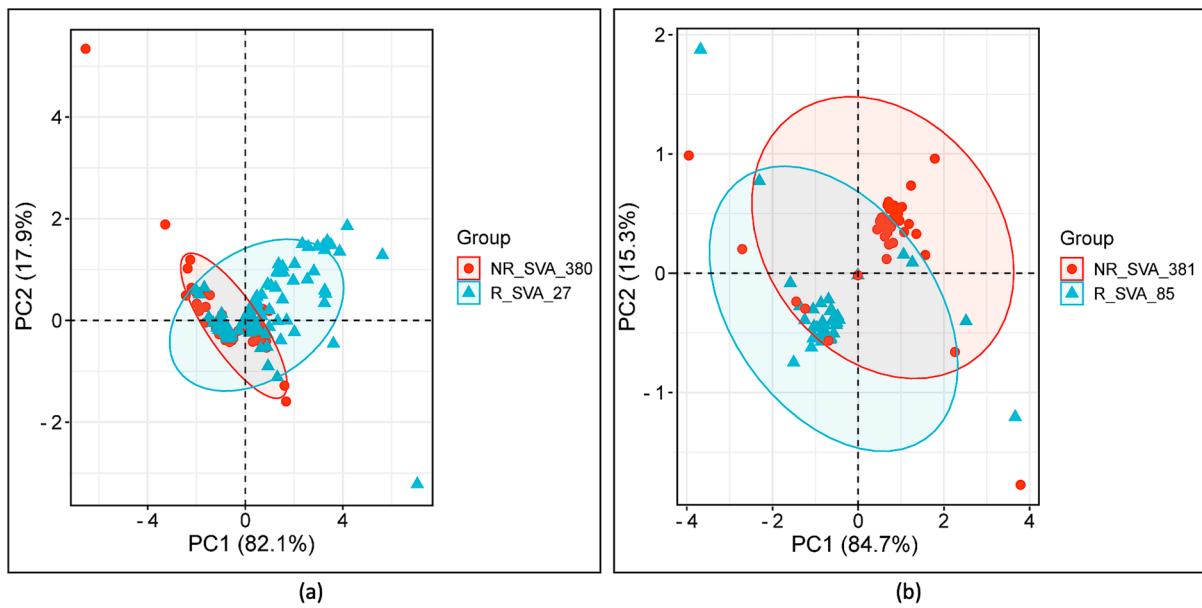 4
2
0
- 2
- 4
0
4
PC2 (17.9%)
PC1 (82.1%)
Group
NR_SVA_380
R_SVA_27
(a)
2
1
0
- 1
- 4
- 2
0
2
4
PC2 (15.3%)
PC1 (84.7%)
Group
NR_SVA_381
R_SVA_85
(b)